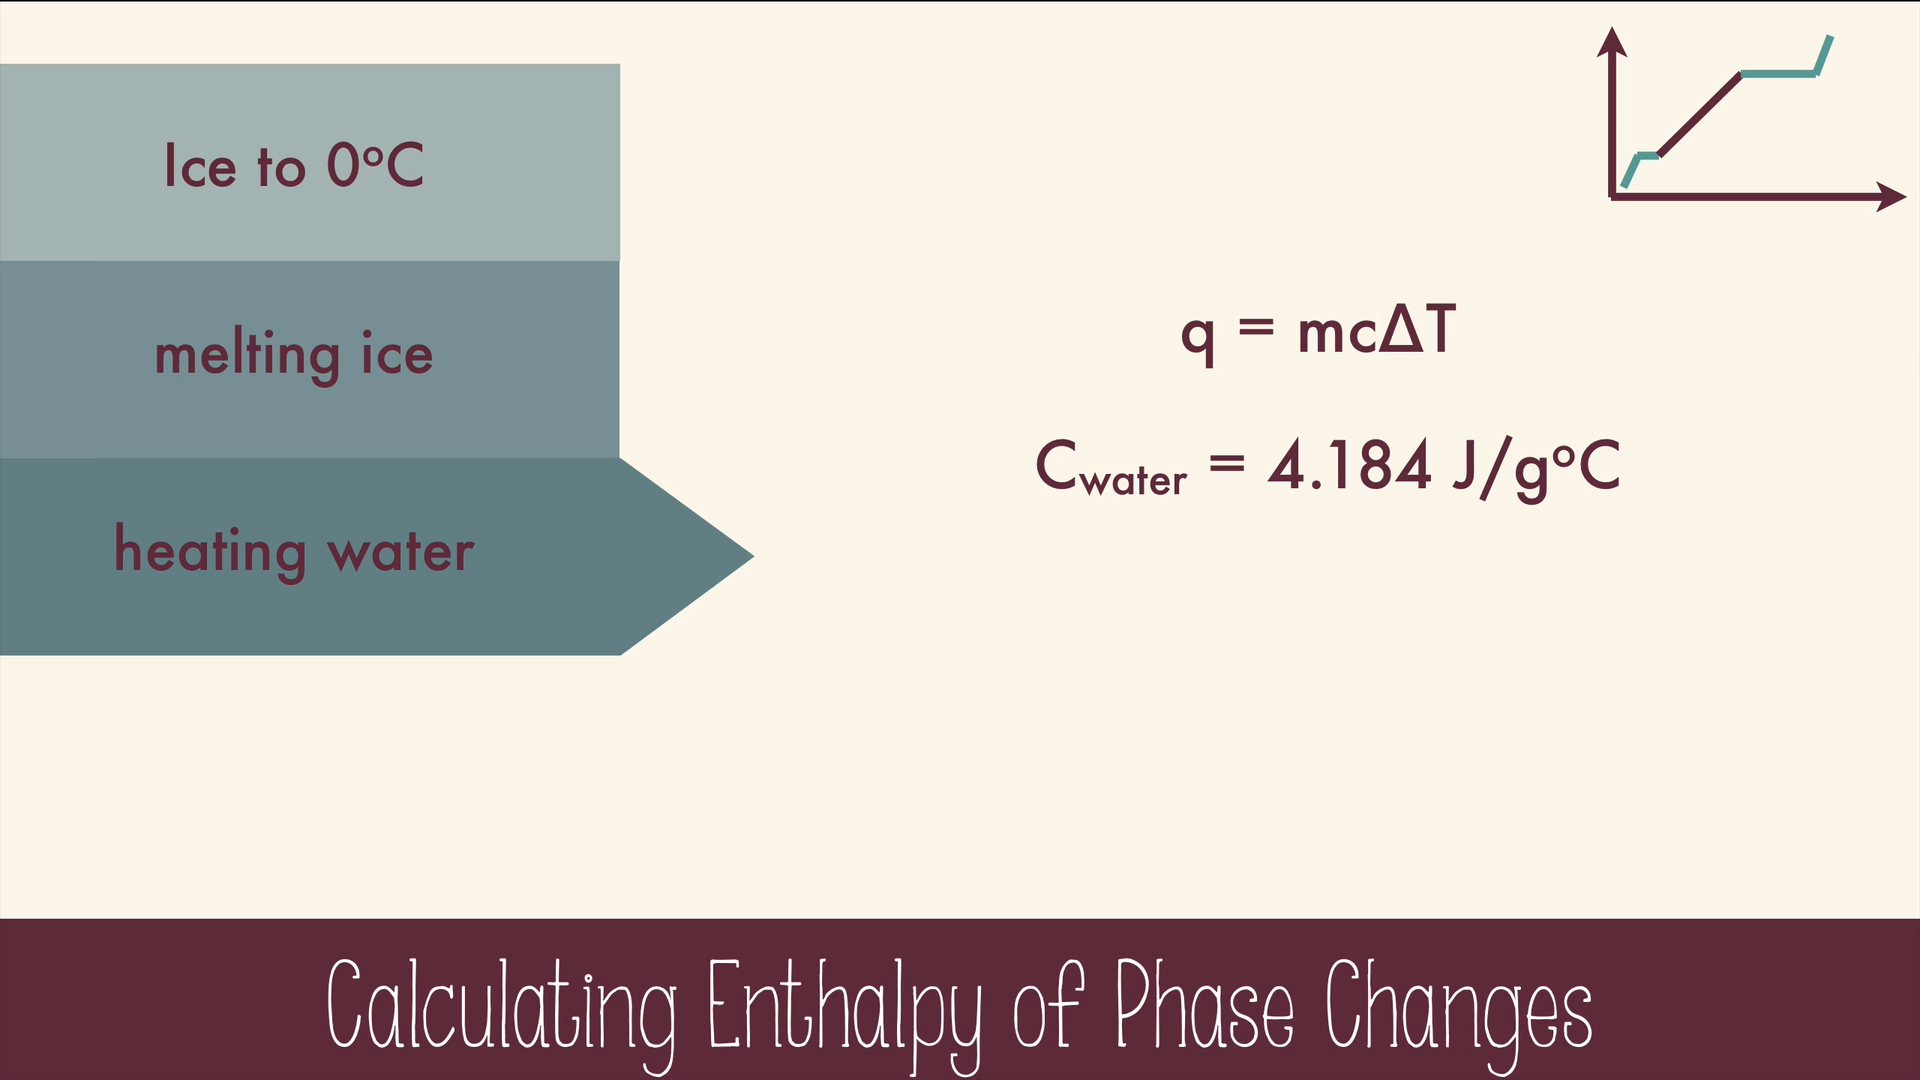 Ice to 0°C
melting ice
heating water
q = mcΔT
Cwater = 4.184 J/g°C
Calculating Enthalpy of Phase Changes